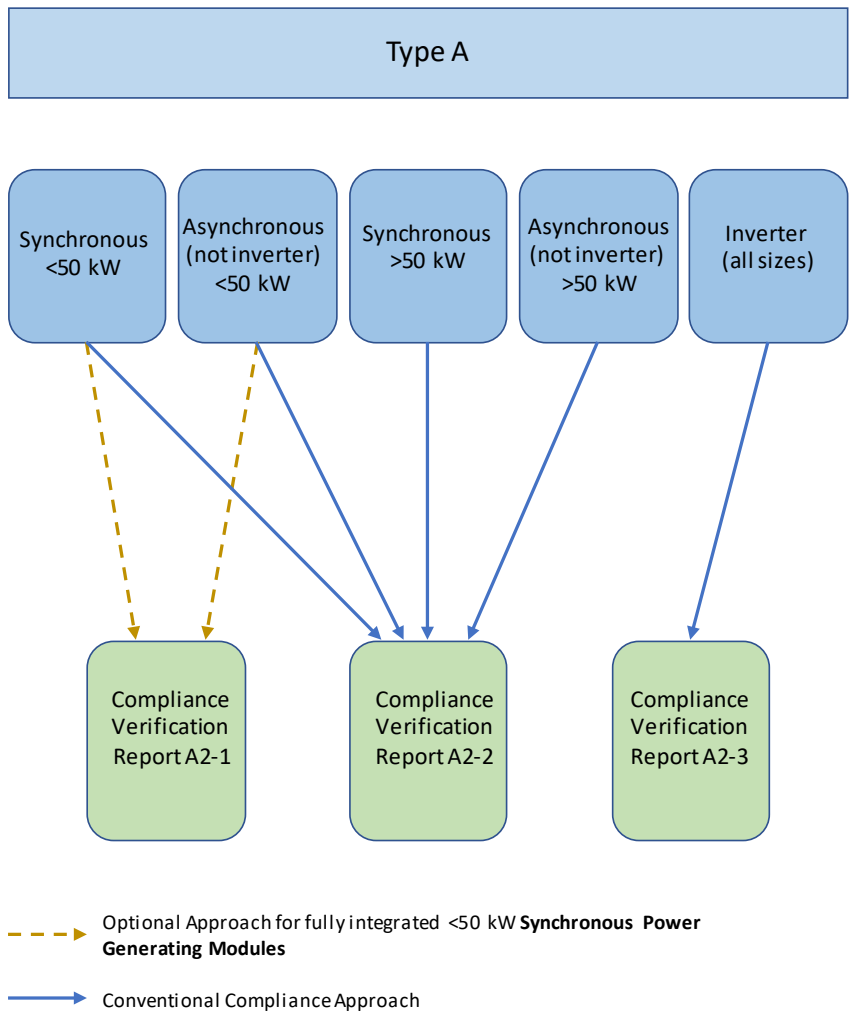 Type A
Synchronous
<50 kW
Asynchronous
(not inverter)
<50 kW
Synchronous
>50 kW
Asynchronous
(not inverter)
>50 kW
Inverter
(all sizes)
Compliance
Verification
Report A2-1
Compliance
Verification
Report A2-2
Compliance
Verification
Report A2-3
Optional Approach for fully integrated <50 kW Synchronous Power
Generating Modules
Conventional Compliance Approach